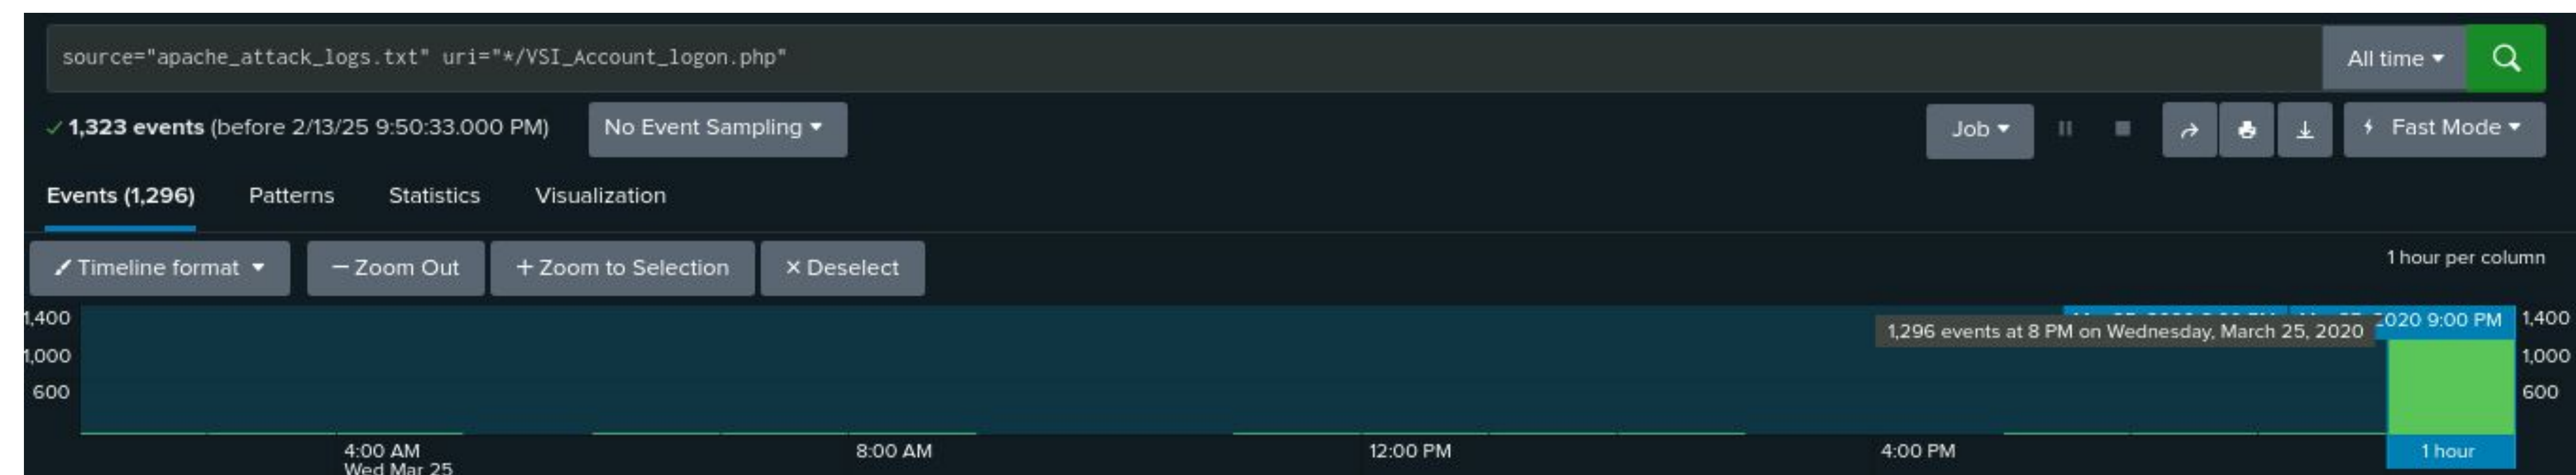 source="apache_attack_logs.txt" uri="*/VSI_Account_logon.php"
All time
1,323 events (before 2/13/25 9:50:33.000 PM)
No Event Sampling
Job
Fast Mode
Events (1,296)
Patterns
Statistics
Visualization
Timeline format
— Zoom Out
+ Zoom to Selection
× Deselect
1 hour per column
1,400
2020 9:00 PM
1,400
1,296 events at 8 PM on Wednesday, March 25, 2020
1,000
1,000
600
600
4:00 AM
8:00 AM
12:00 PM
4:00 PM
1 hour
Wed Mar 25